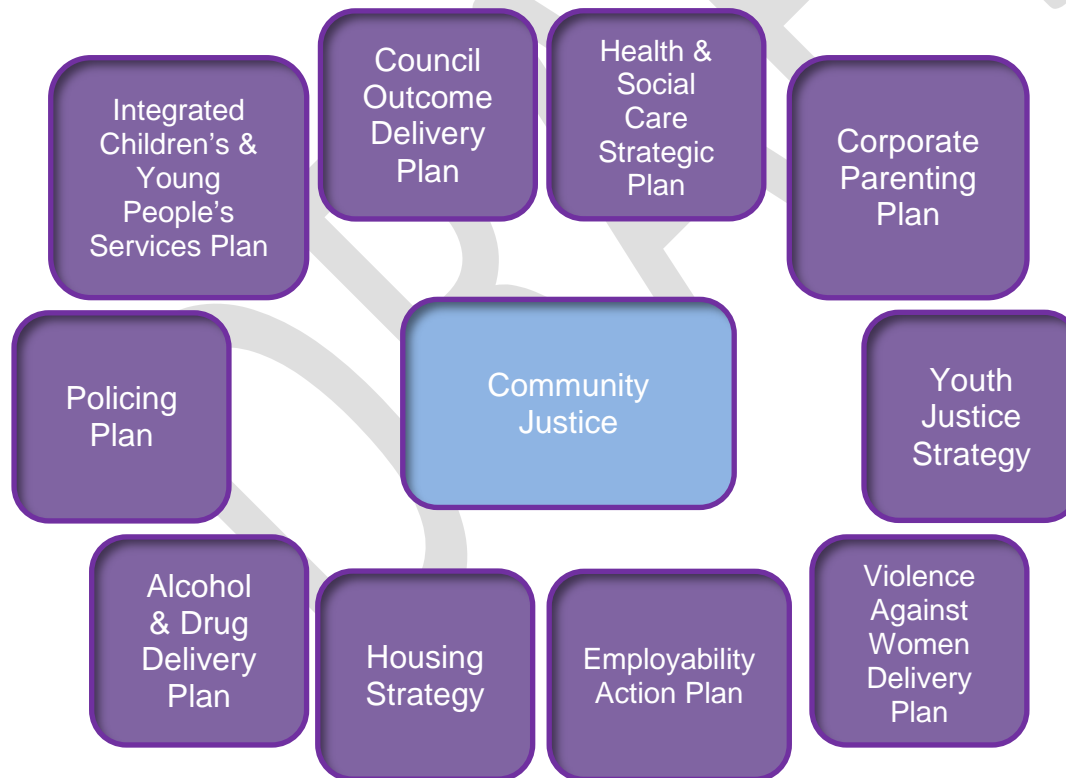 Integrated
Children's &
Young
People's
Services Plan
Council
Outcome
Delivery
Plan
Health &
Social
Care
Strategic
Plan
Corporate
Parenting
Plan
Policing
Plan
Community
Justice
Youth
Justice
Strategy
Alcohol
& Drug
Delivery
Plan
Housing
Strategy
Employability
Action Plan
Violence
Against
Women
Delivery
Plan